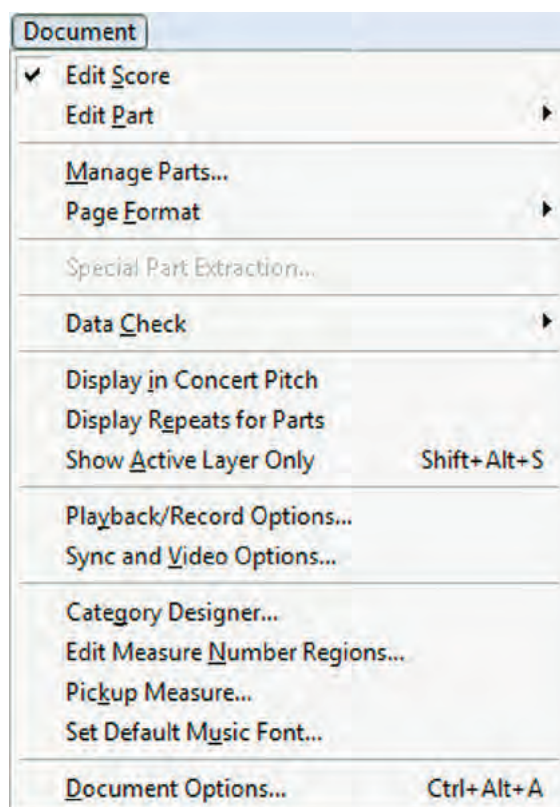 Document
Edit Score
Edit Part
Manage Parts...
Page Format
Special Part Extraction...
Data Check
Display in Concert Pitch
Display Repeats for Parts
Show Active Layer Only Shift+Alt+S
Playback/Record Options...
Sync and Video Options...
Category Designer...
Edit Measure Number Regions...
Pickup Measure...
Set Default Music Font...
Document Options... Ctrl+Alt+A